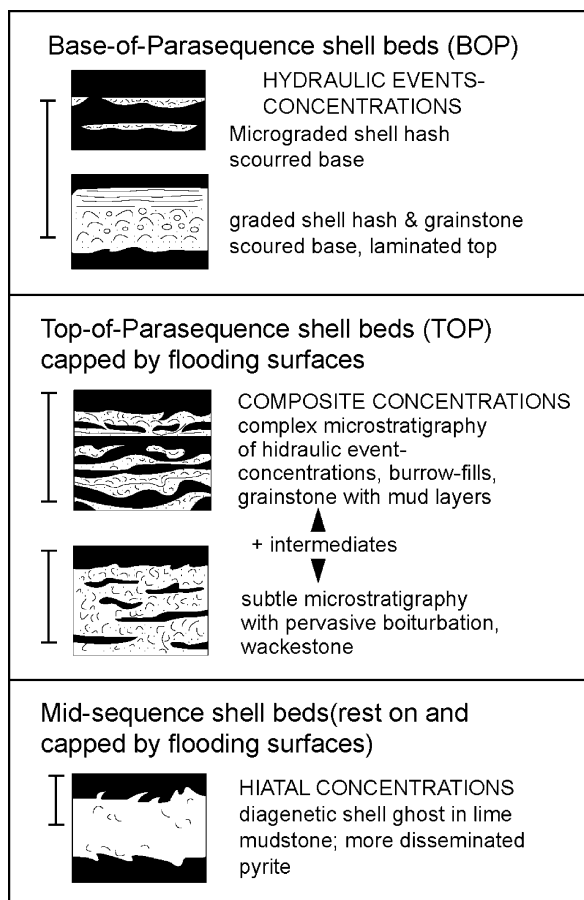 Base-of-Parasequence shell beds (BOP)
HYDRAULIC EVENTS-
CONCENTRATIONS
Micrograded shell hash
scourred base
graded shell hash & grainstone
scoured base, laminated top
Top-of-Parasequence shell beds (TOP)
capped by flooding surfaces
COMPOSITE CONCENTRATIONS
complex microstratigraphy
of hidraulic event-
concentrations, burrow-fills,
grainstone with mud layers
+ intermediates
subtle microstratigraphy
with pervasive boiturbation,
wackestone
Mid-sequence shell beds(rest on and
capped by flooding surfaces)
HIATAL CONCENTRATIONS
diagenetic shell ghost in lime
mudstone; more disseminated
pyrite